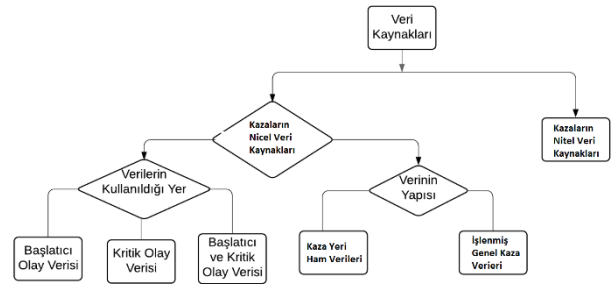 Veri
Kaynakları
Kazaların
Nicel Veri
Kaynakları
Kazaların
Nitel Veri
Kaynakları
Verilerin
Kullanıldığı Yer
Verinin
Yapısı
Başlatıcı
Olay Verisi
Kritik Olay
Verisi
Başlatıcı
ve Kritik
Olay Verisi
Kaza Yeri
Ham Verileri
İşlenmiş
Genel Kaza
Verieri